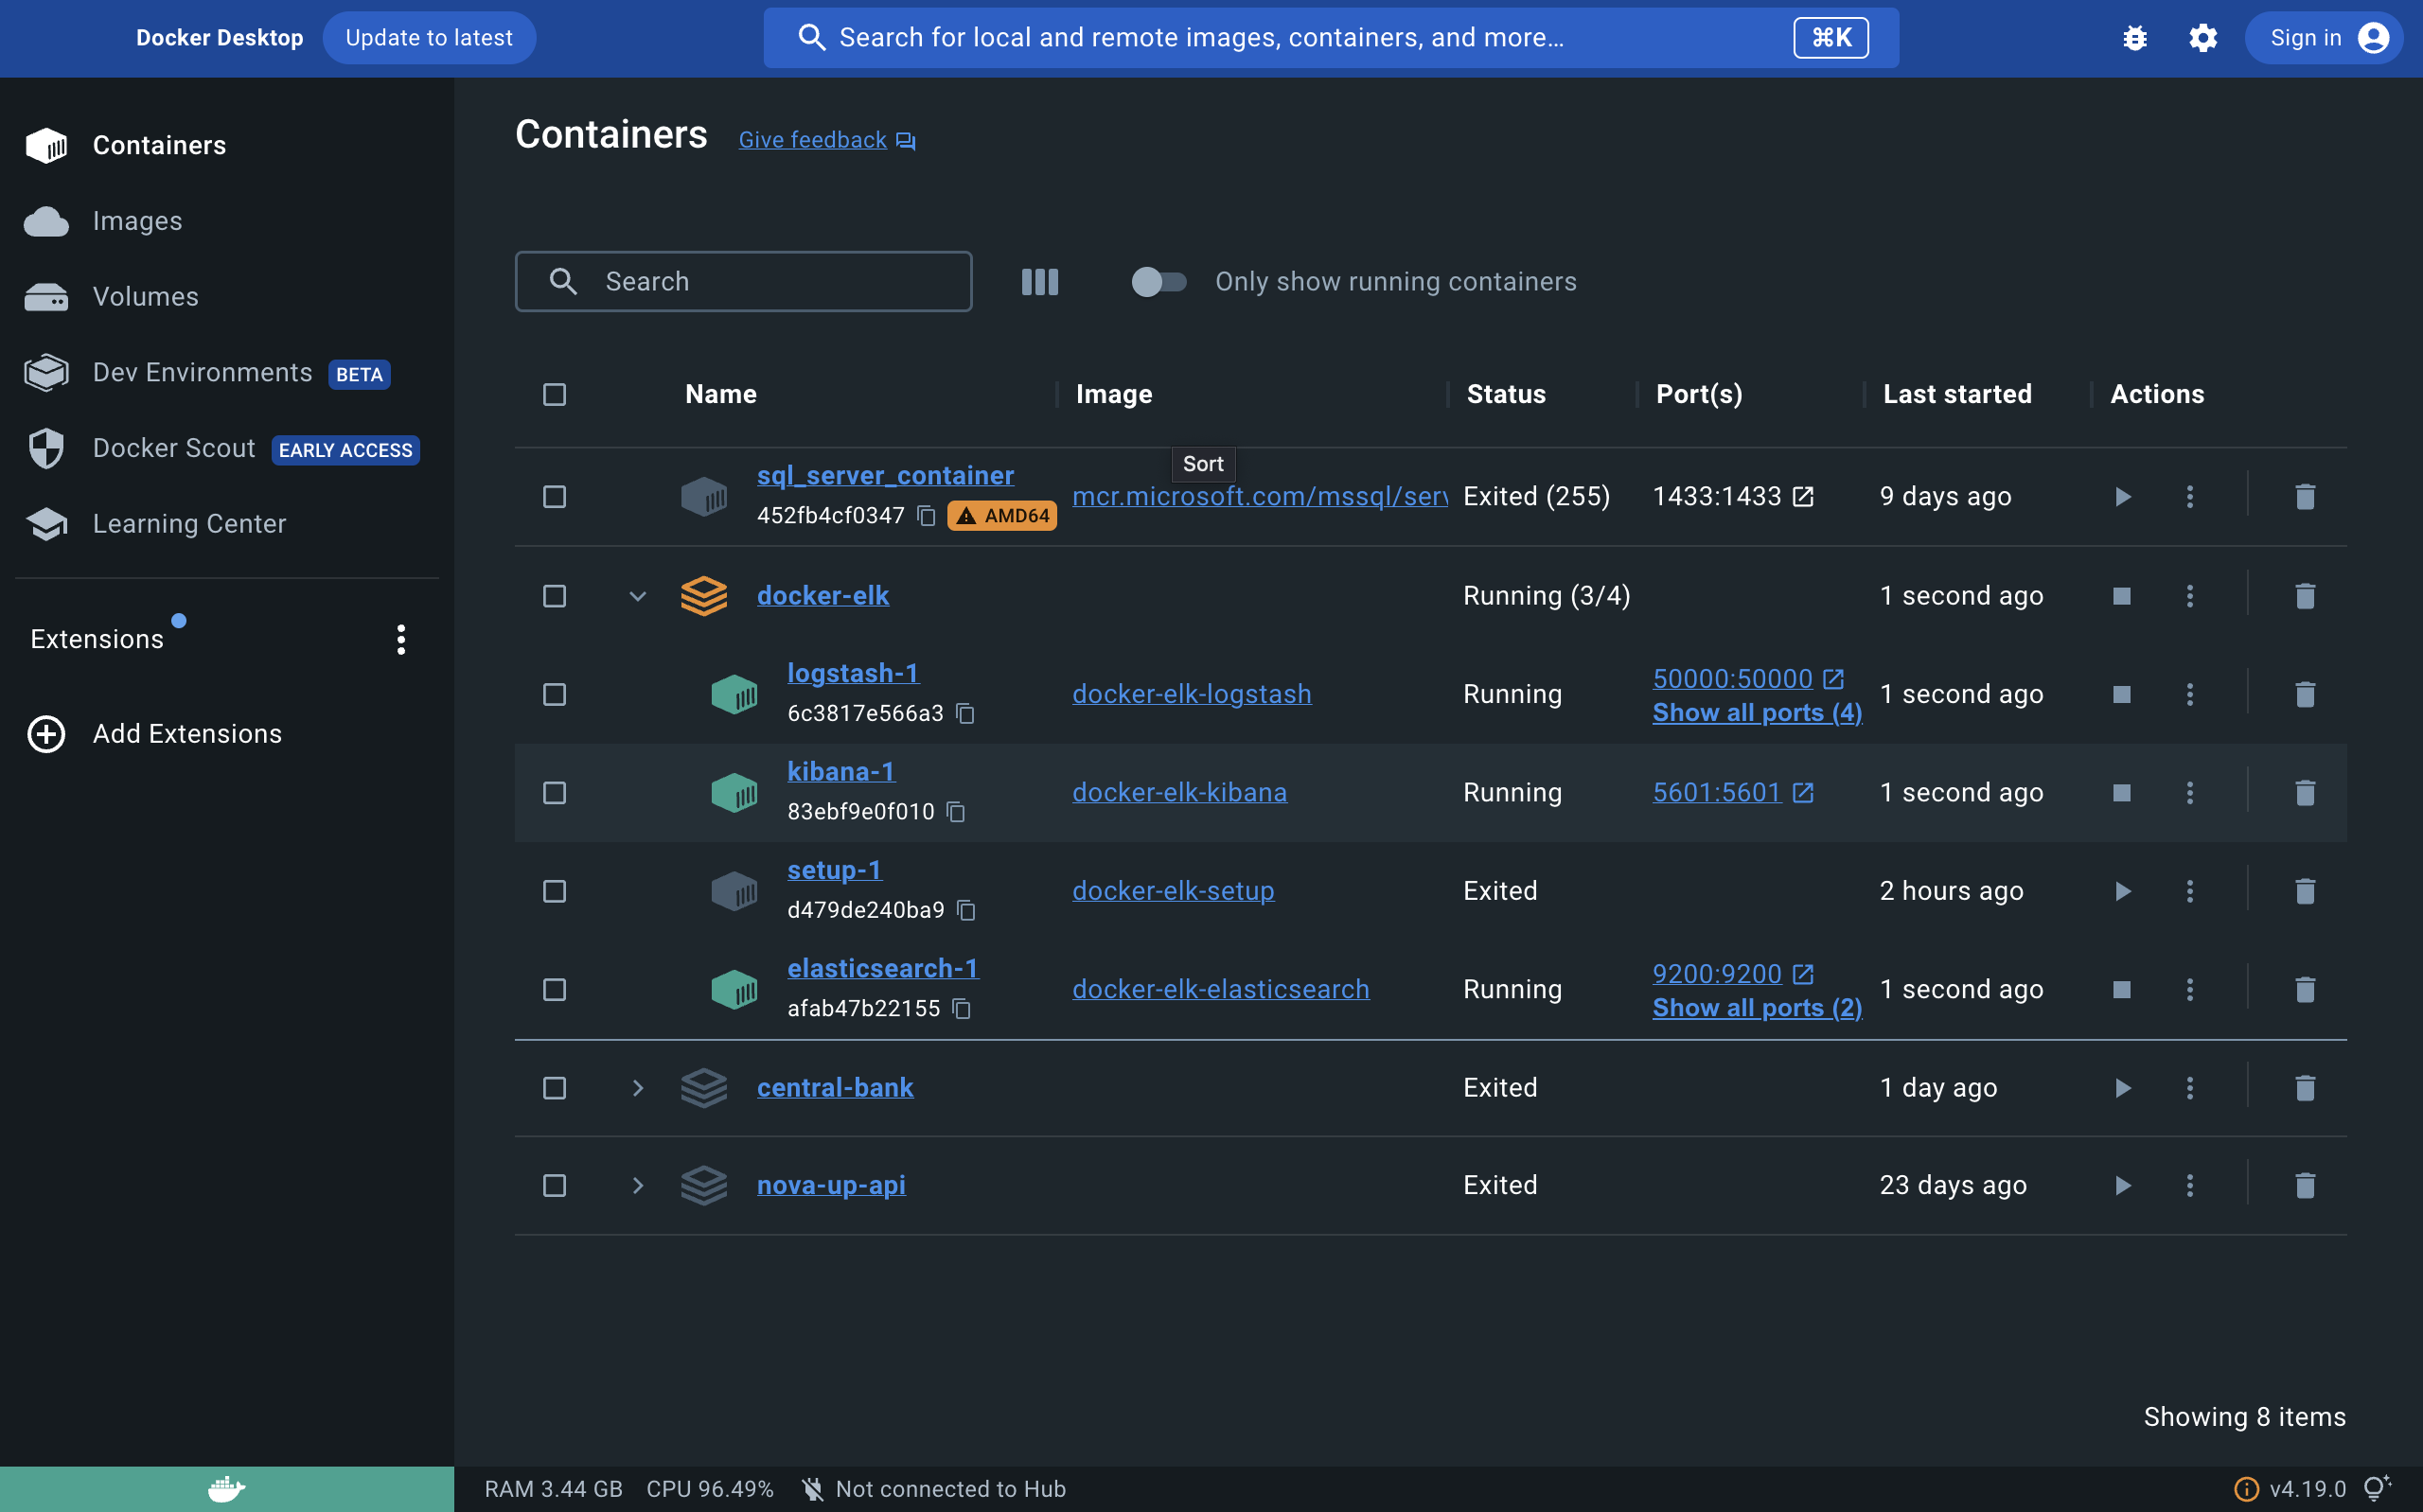 Docker Desktop
Update to latest
Search for local and remote images, containers, and more...
⌘K
Sign in
Containers
Images
Volumes
Dev Environments BETA
Docker Scout EARLY ACCESS
Learning Center
Extensions
Add Extensions
Containers
Give feedback
Search
Only show running containers
Name Image Status Port(s) Last started Actions
Sort
sql_server_container
452fb4cf0347 AMD64
mcr.microsoft.com/mssql/serv Exited (255) 1433:1433 9 days ago
docker-elk Running (3/4) 1 second ago
logstash-1
6c3817e566a3
docker-elk-logstash Running 50000:50000 1 second ago
Show all ports (4)
kibana-1
83ebf9e0f010
docker-elk-kibana Running 5601:5601 1 second ago
setup-1
d479de240ba9
docker-elk-setup Exited 2 hours ago
elasticsearch-1
afab47b22155
docker-elk-elasticsearch Running 9200:9200 1 second ago
Show all ports (2)
central-bank Exited 1 day ago
nova-up-api Exited 23 days ago
Showing 8 items
RAM 3.44 GB CPU 96.49% Not connected to Hub
v4.19.0